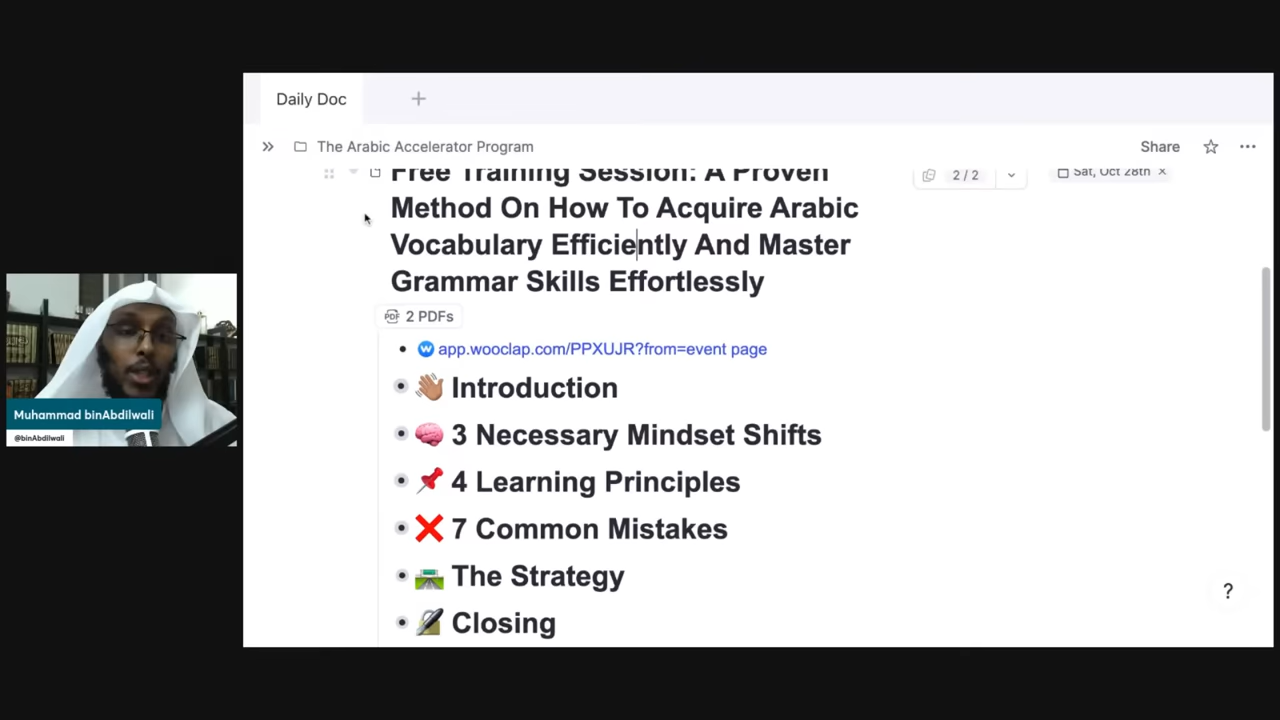 Daily Doc
The Arabic Accelerator Program
Share
Free Training Session: A Proven
2 / 2
Sat, Oct 28th
Method On How To Acquire Arabic
Vocabulary Efficiently And Master
Grammar Skills Effortlessly
PDF 2 PDFs
app.wooclap.com/PPXUJR?from=event page
Introduction
3 Necessary Mindset Shifts
4 Learning Principles
7 Common Mistakes
The Strategy
Closing
?
Muhammad binAbdilwali
@binAbdilwali